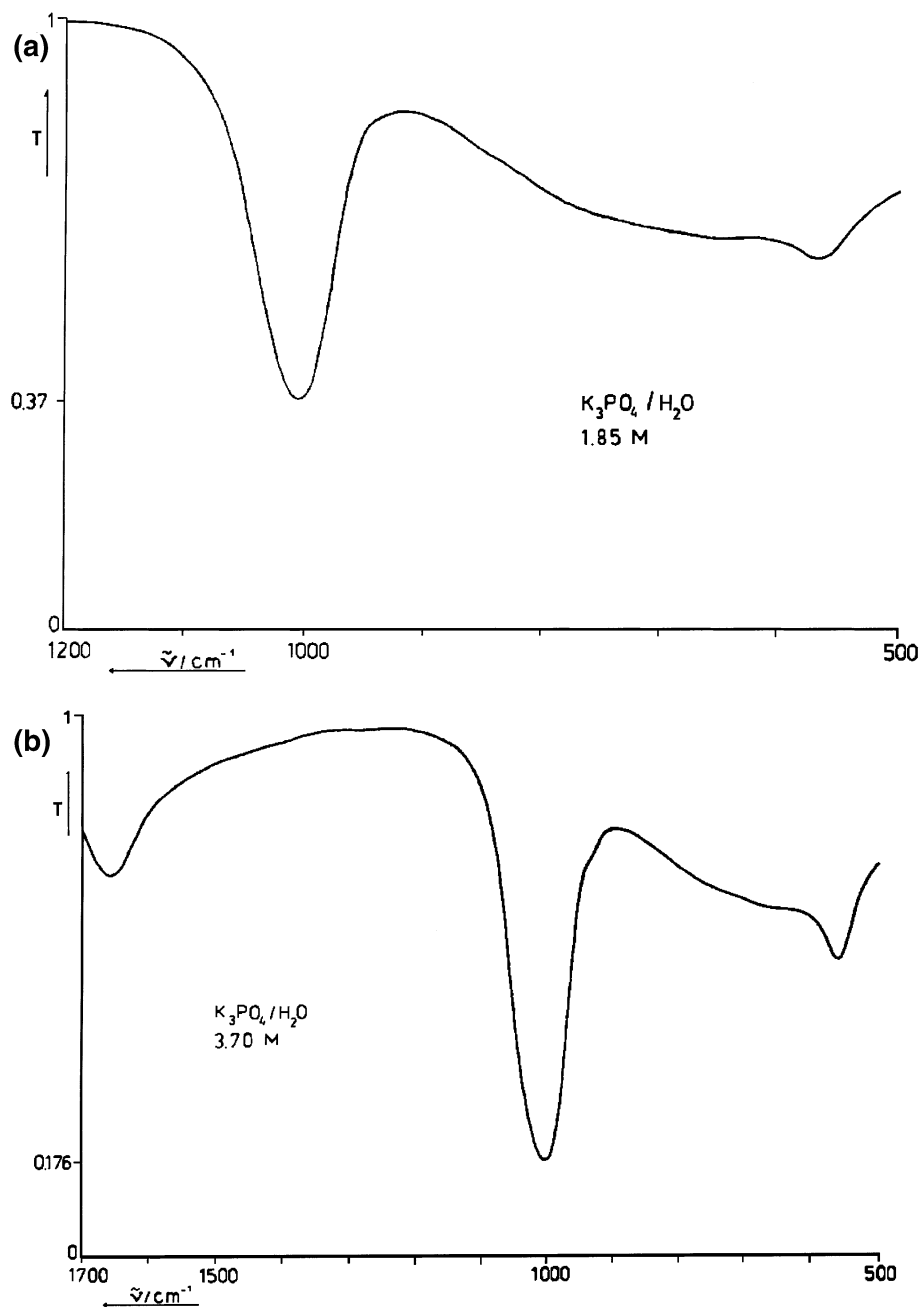 (a)
1
T
0.37
K₃PO₄ / H₂O
1.85 M
0
1200
1000
500
ṽ / cm⁻¹
(b)
1
T
K₃PO₄ / H₂O
3.70 M
0.176
0
1700
1500
1000
500
ṽ / cm⁻¹